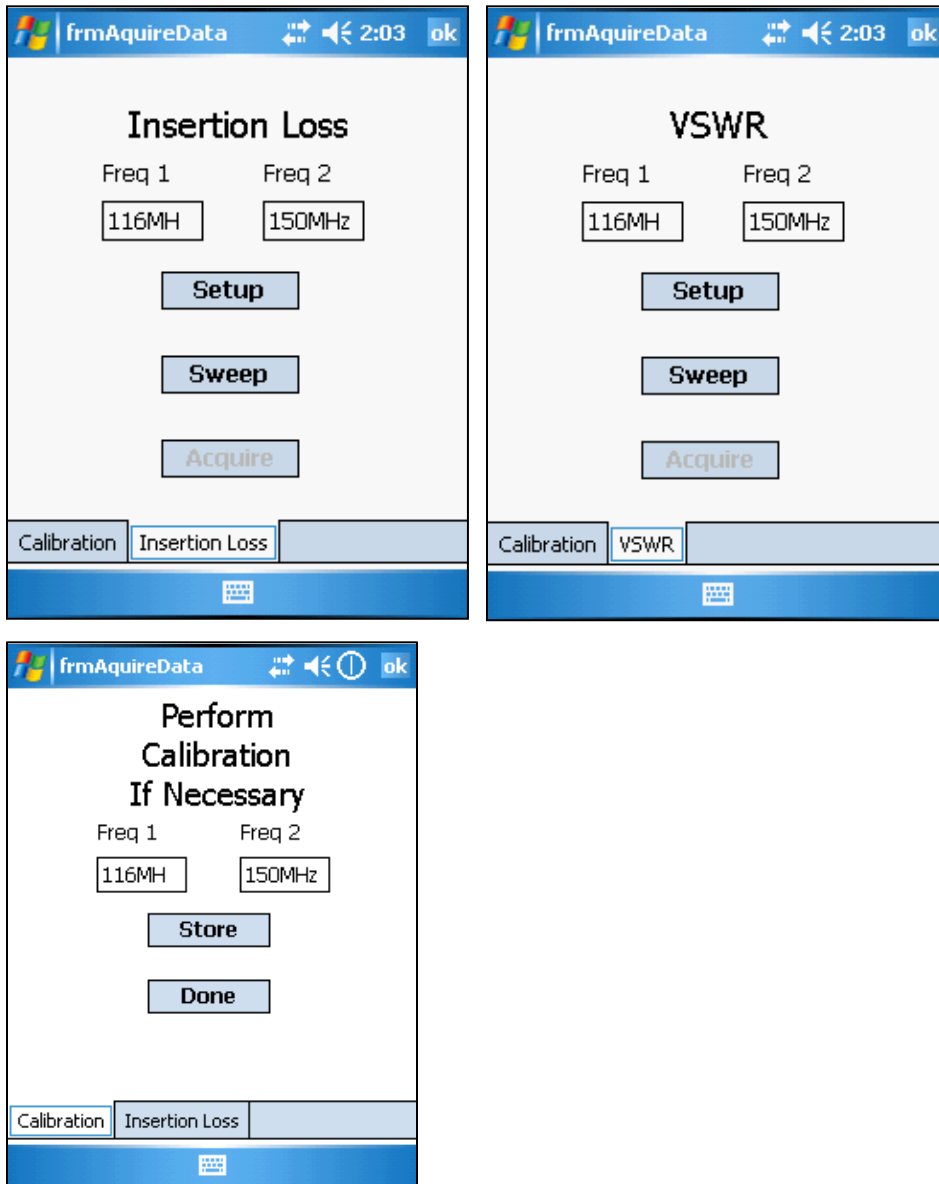 frmAquireData 2:03 ok
Insertion Loss
Freq 1 Freq 2
116MH 150MHz
Setup
Sweep
Acquire
Calibration Insertion Loss
frmAquireData 2:03 ok
VSWR
Freq 1 Freq 2
116MH 150MHz
Setup
Sweep
Acquire
Calibration VSWR
frmAquireData ok
Perform
Calibration
If Necessary
Freq 1 Freq 2
116MH 150MHz
Store
Done
Calibration Insertion Loss